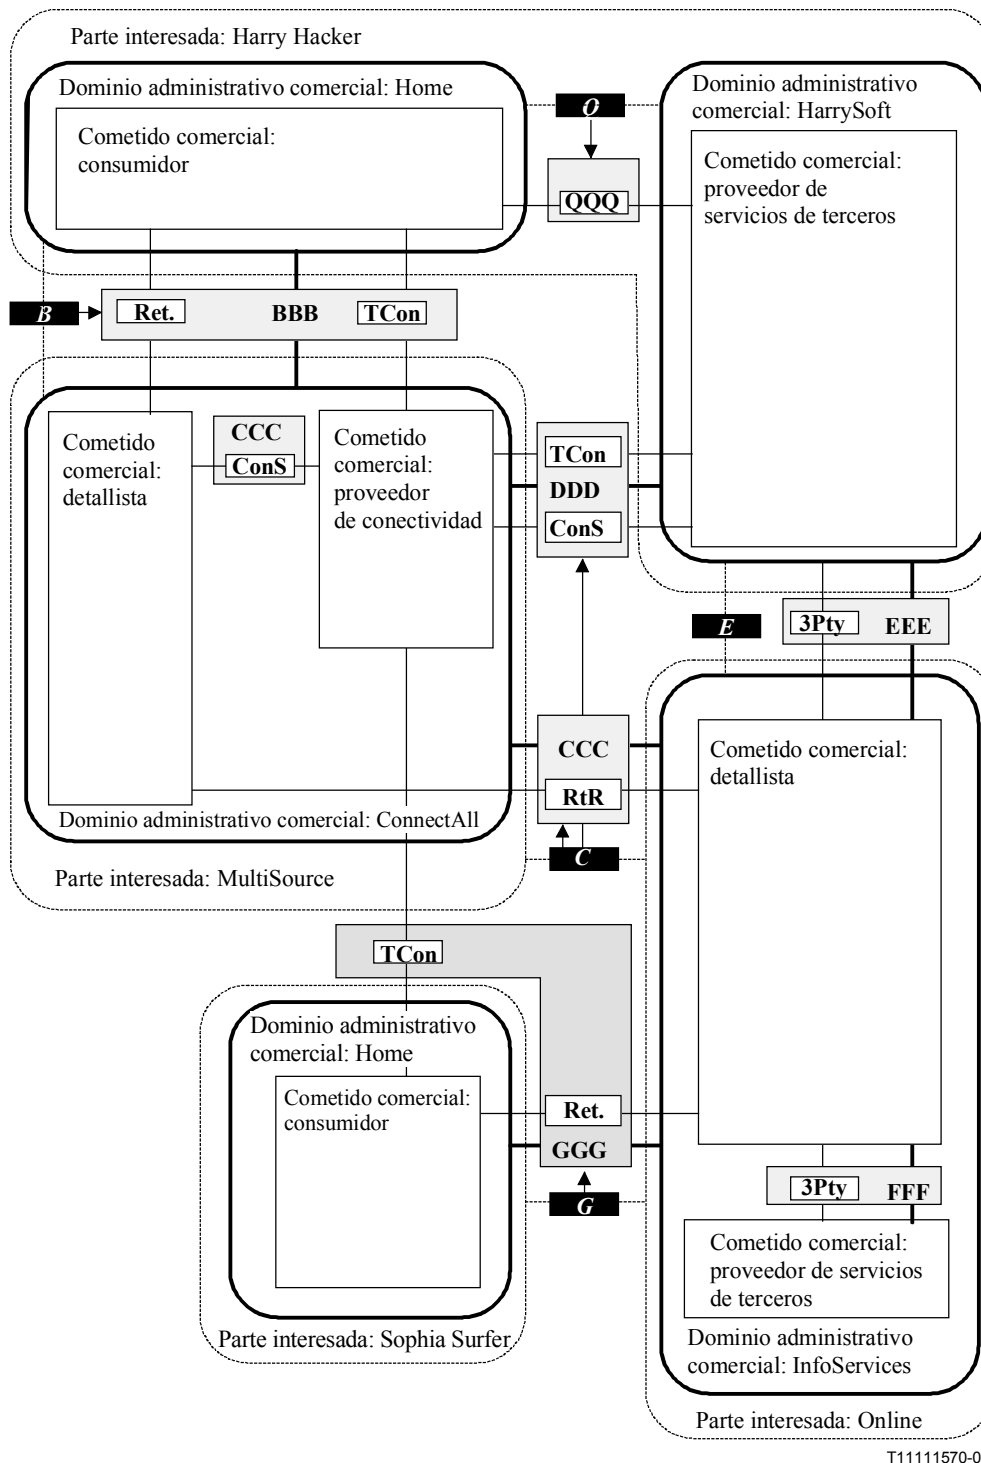 Parte interesada: Harry Hacker
Dominio administrativo comercial: Home
Cometido comercial:
consumidor
O
QQQ
Dominio administrativo
comercial: HarrySoft
Cometido comercial:
proveedor de
servicios de terceros
B
Ret.
BBB
TCon
Cometido
comercial:
detallista
CCC
ConS
Cometido
comercial:
proveedor
de conectividad
TCon
DDD
ConS
E
3Pty
EEE
CCC
RtR
C
Dominio administrativo comercial: ConnectAll
Parte interesada: MultiSource
Cometido comercial:
detallista
TCon
Dominio administrativo
comercial: Home
Cometido comercial:
consumidor
Ret.
GGG
G
Parte interesada: Sophia Surfer
3Pty
FFF
Cometido comercial:
proveedor de servicios
de terceros
Dominio administrativo
comercial: InfoServices
Parte interesada: Online
T11111570-0